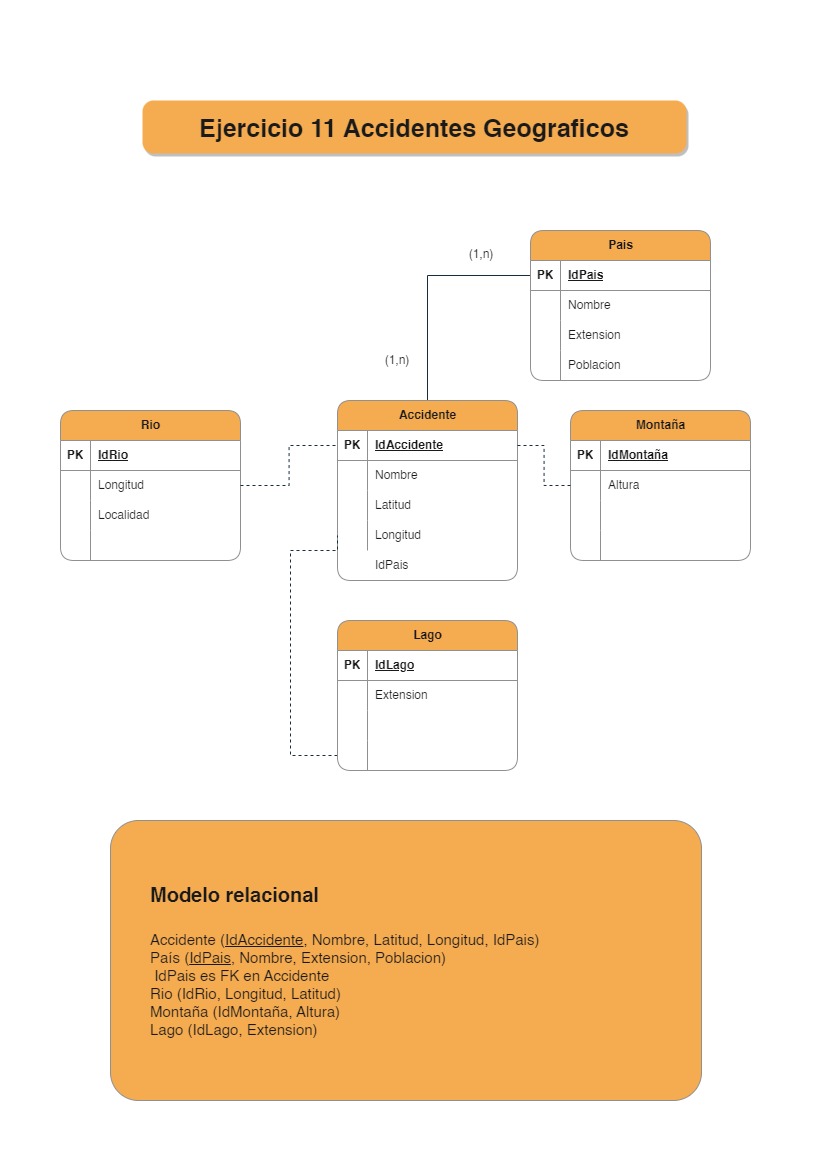 Ejercicio 11 Accidentes Geograficos
(1,n)
Pais
PK IdPais
Nombre
Extension
Poblacion
(1,n)
Rio
PK IdRio
Longitud
Localidad
Accidente
PK IdAccidente
Nombre
Latitud
Longitud
IdPais
Montaña
PK IdMontaña
Altura
Lago
PK IdLago
Extension
Modelo relacional
Accidente (IdAccidente, Nombre, Latitud, Longitud, IdPais)
País (IdPais, Nombre, Extension, Poblacion)
IdPais es FK en Accidente
Rio (IdRio, Longitud, Latitud)
Montaña (IdMontaña, Altura)
Lago (IdLago, Extension)